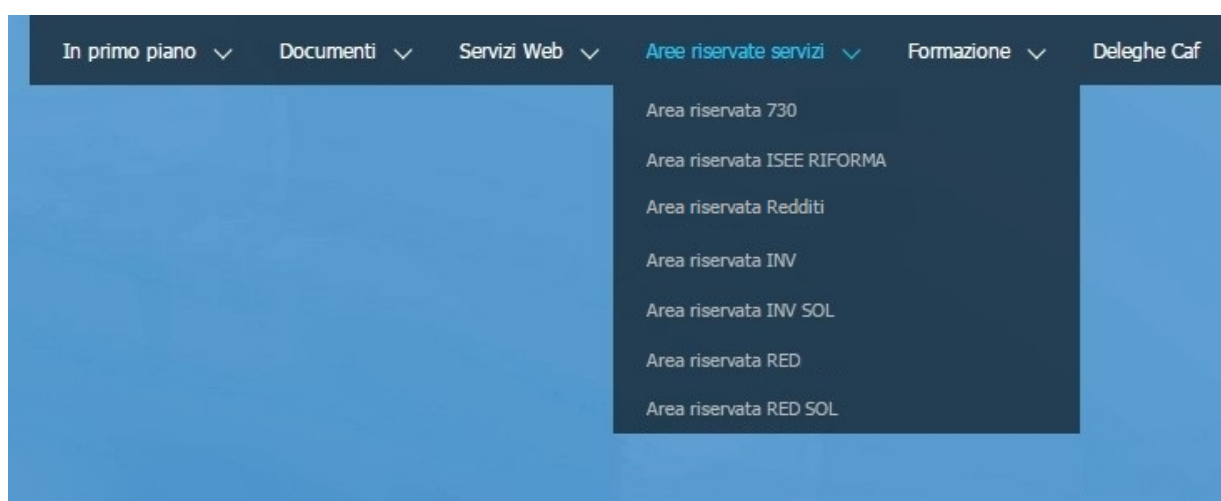 In primo piano Documenti Servizi Web Aree riservate servizi Formazione Deleghe Caf
Area riservata 730
Area riservata ISEE RIFORMA
Area riservata Redditi
Area riservata INV
Area riservata INV SOL
Area riservata RED
Area riservata RED SOL